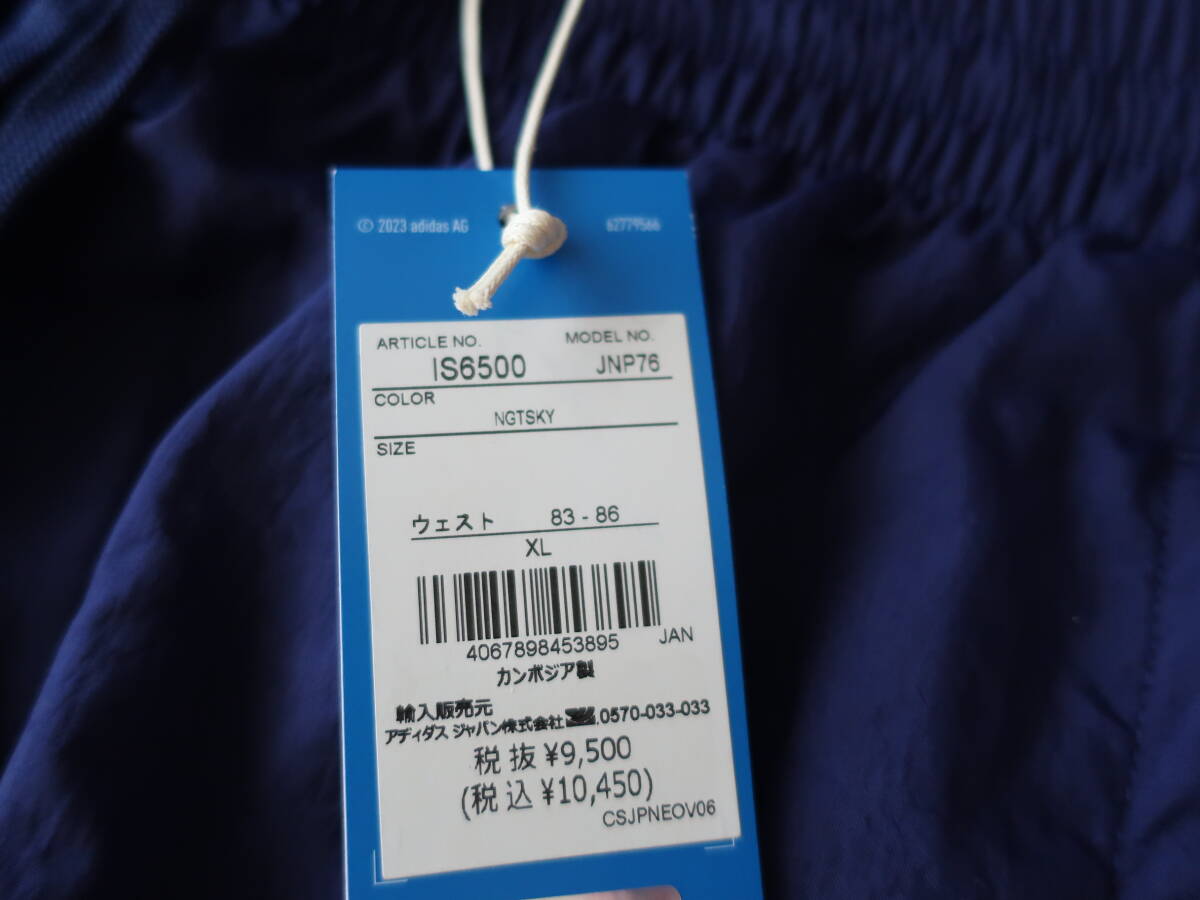 © 2023 adidas AG 62779566
ARTICLE NO. MODEL NO.
IS6500 JNP76
COLOR
NGTSKY
SIZE
ウェスト 83 - 86
XL
4067898453895 JAN
カンボジア製
輸入販売元
アディダス ジャパン株式会社 .0570-033-033
税 抜 ¥9,500
(税 込 ¥10,450)
CSJPNEOV06